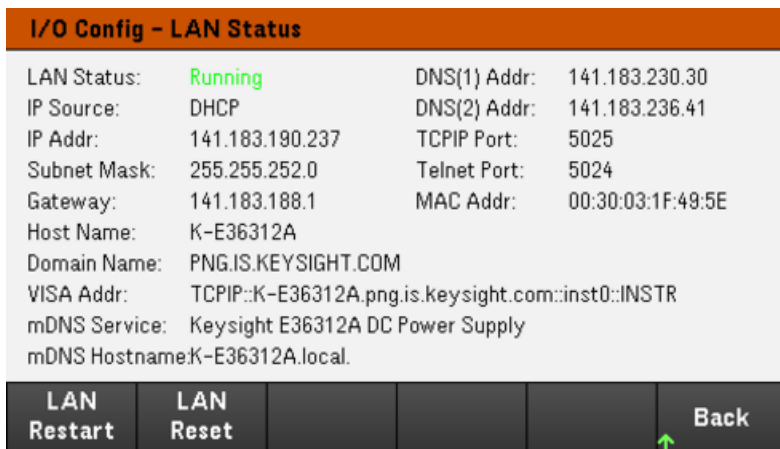 I/O Config – LAN Status
LAN Status: Running DNS(1) Addr: 141.183.230.30
IP Source: DHCP DNS(2) Addr: 141.183.236.41
IP Addr: 141.183.190.237 TCPIP Port: 5025
Subnet Mask: 255.255.252.0 Telnet Port: 5024
Gateway: 141.183.188.1 MAC Addr: 00:30:03:1F:49:5E
Host Name: K-E36312A
Domain Name: PNG.IS.KEYSIGHT.COM
VISA Addr: TCPIP::K-E36312A.png.is.keysight.com::inst0::INSTR
mDNS Service: Keysight E36312A DC Power Supply
mDNS Hostname:K-E36312A.local.
LAN Restart LAN Reset Back